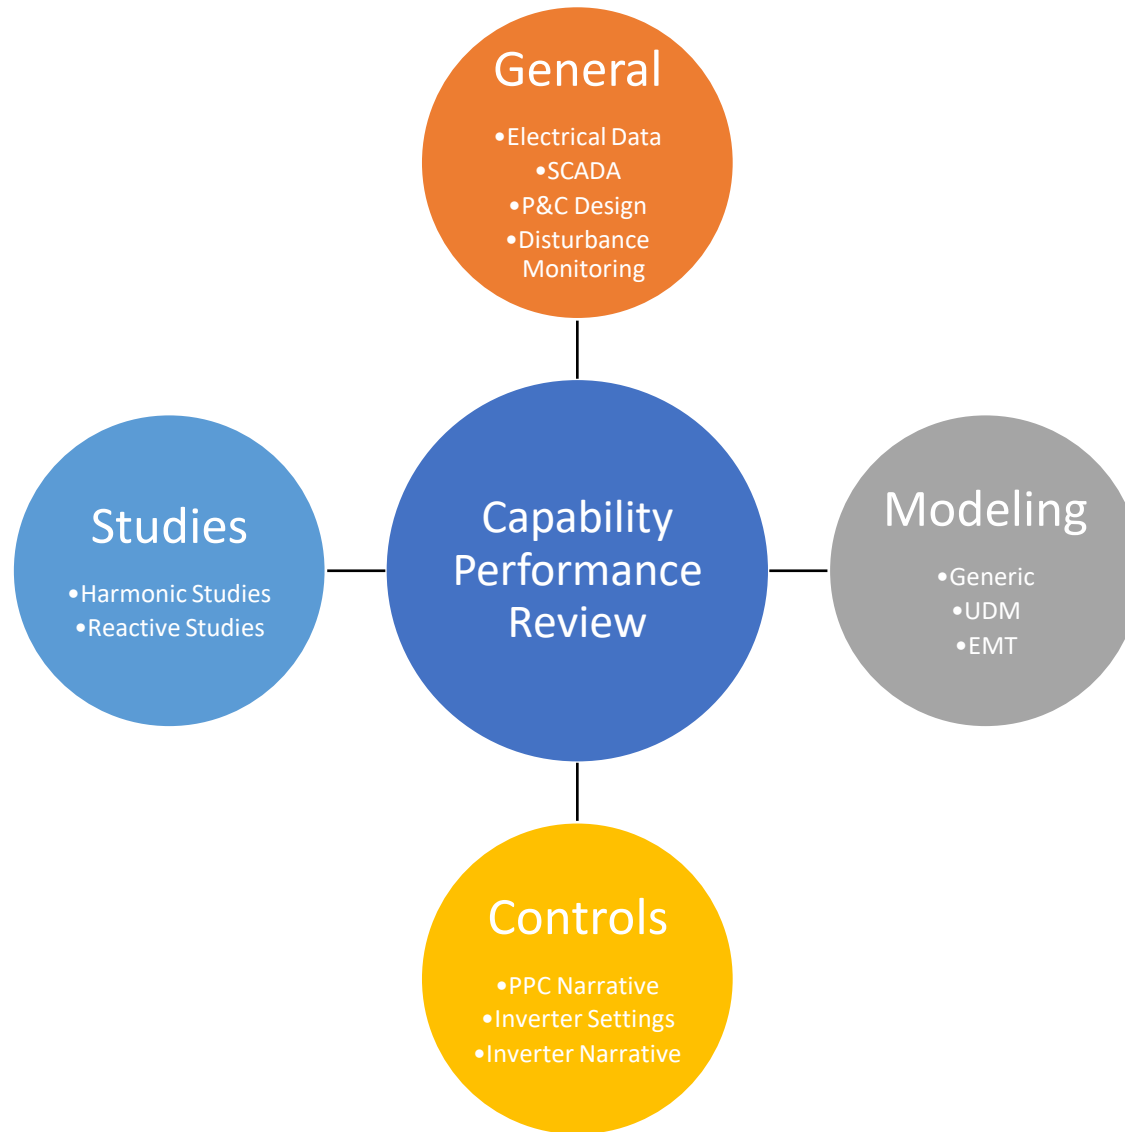 General
•Electrical Data
•SCADA
•P&C Design
•Disturbance
Monitoring
Studies
•Harmonic Studies
•Reactive Studies
Capability
Performance
Review
Modeling
•Generic
•UDM
•EMT
Controls
•PPC Narrative
•Inverter Settings
•Inverter Narrative